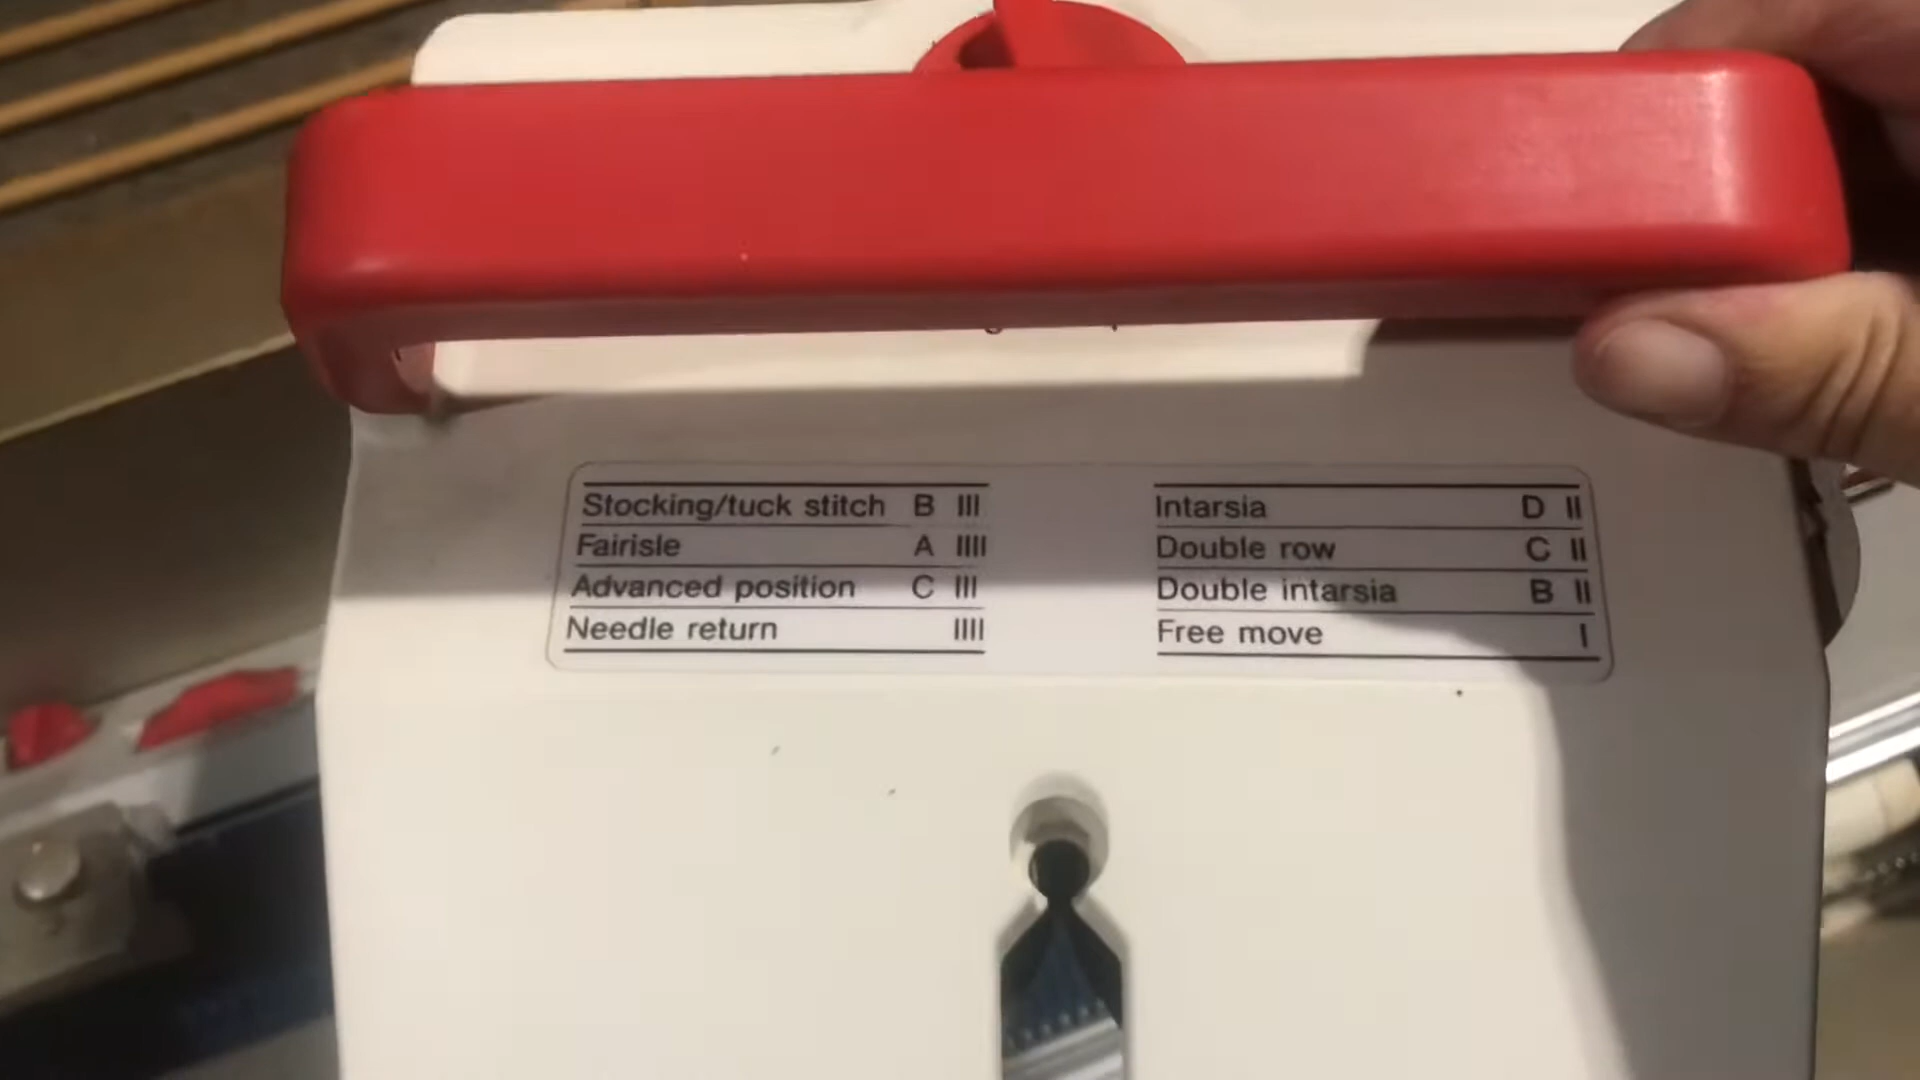 Stocking/tuck stitch B III
Fairisle A IIII
Advanced position C III
Needle return IIII
Intarsia D II
Double row C II
Double intarsia B II
Free move I